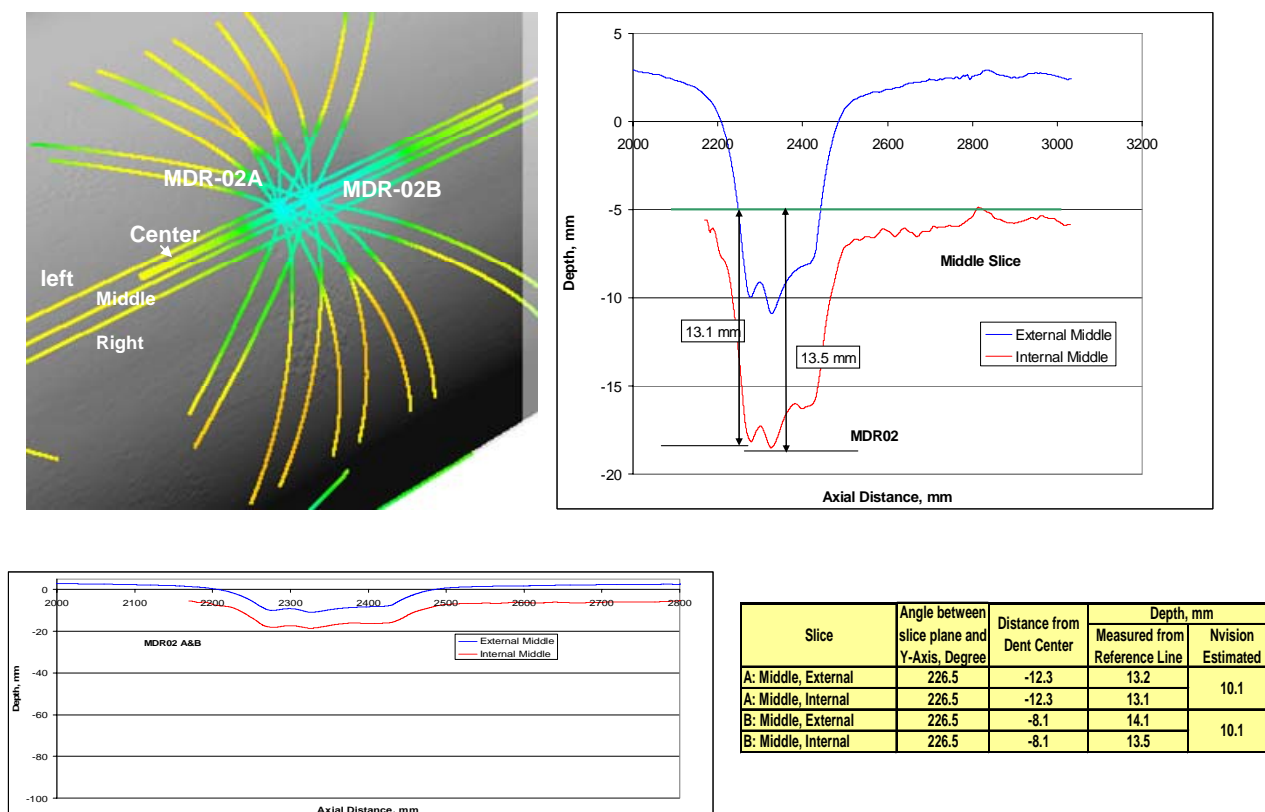 MDR-02A
MDR-02B
Center
left
Middle
Right
5
0
2000 2200 2400 2600 2800 3000 3200
-5
-10
-15
-20
Depth, mm
Middle Slice
13.1 mm
13.5 mm
External Middle
Internal Middle
MDR02
Axial Distance, mm
0
2000 2100 2200 2300 2400 2500 2600 2700 2800
-20
-40
-60
-80
-100
Depth, mm
MDR02 A&B
External Middle
Internal Middle
Axial Distance, mm
Slice
Angle between
slice plane and
Y-Axis, Degree
Distance from
Dent Center
Depth, mm
Measured from
Reference Line
Nvision
Estimated
A: Middle, External 226.5 -12.3 13.2
10.1
A: Middle, Internal 226.5 -12.3 13.1
B: Middle, External 226.5 -8.1 14.1
10.1
B: Middle, Internal 226.5 -8.1 13.5